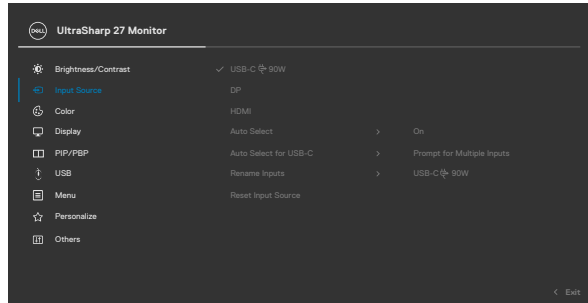 DELL UltraSharp 27 Monitor
Brightness/Contrast USB-C 90W
Input Source DP
Color HDMI
Display Auto Select > On
PIP/PBP Auto Select for USB-C > Prompt for Multiple Inputs
USB Rename Inputs > USB-C 90W
Menu Reset Input Source
Personalize
Others
< Exit